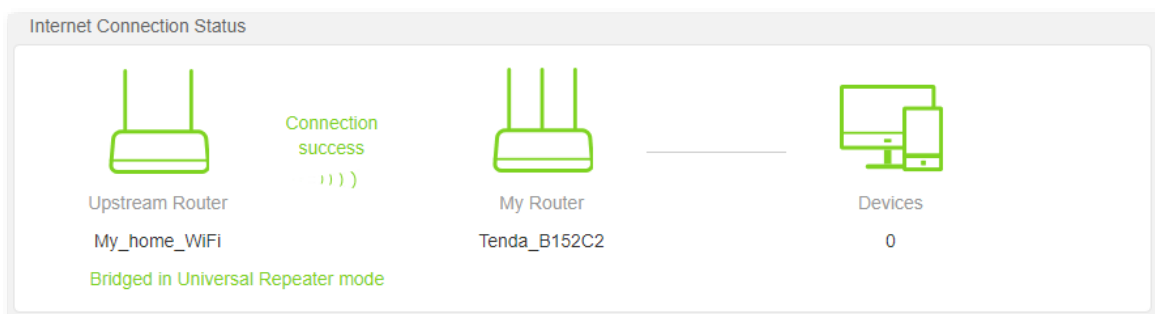 Internet Connection Status
Connection
success
Upstream Router
My Router
Devices
My_home_WiFi
Tenda_B152C2
0
Bridged in Universal Repeater mode